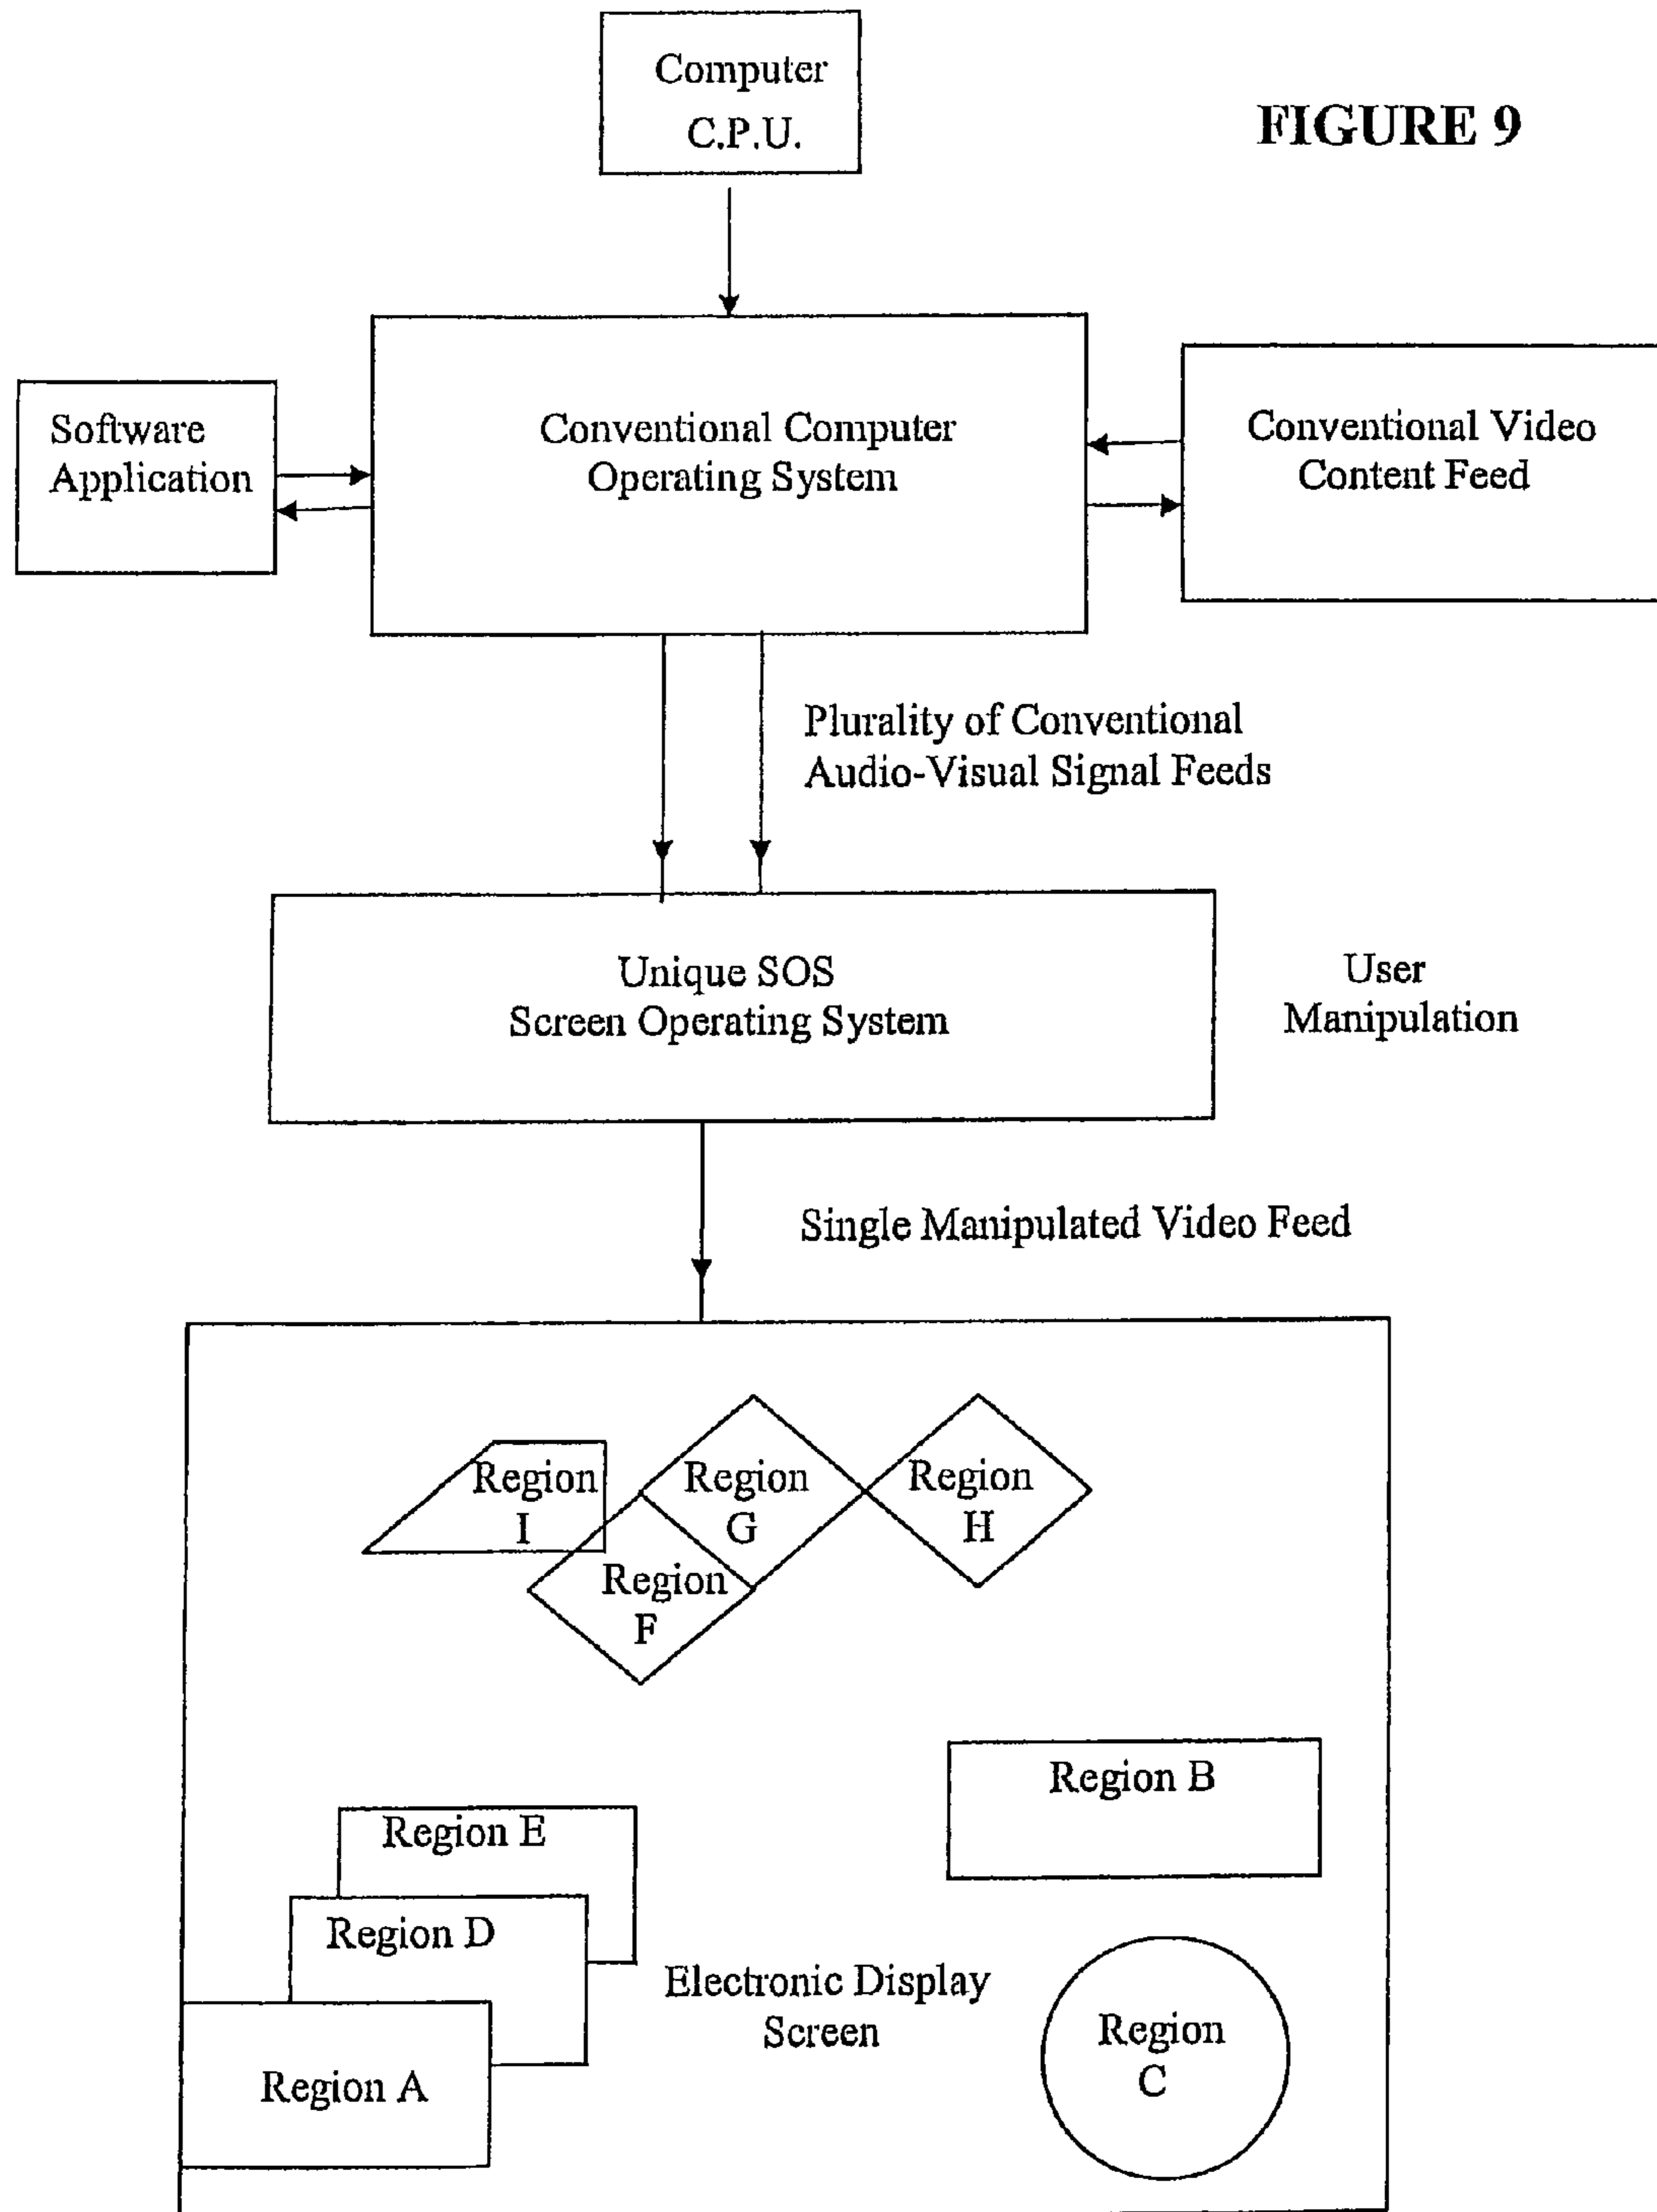 Computer
C.P.U.
FIGURE 9
Software
Application
Conventional Computer
Operating System
Conventional Video
Content Feed
Plurality of Conventional
Audio-Visual Signal Feeds
Unique SOS
Screen Operating System
User
Manipulation
Single Manipulated Video Feed
Region
I
Region
G
Region
H
Region
F
Region B
Region E
Region D
Region A
Electronic Display
Screen
Region
C